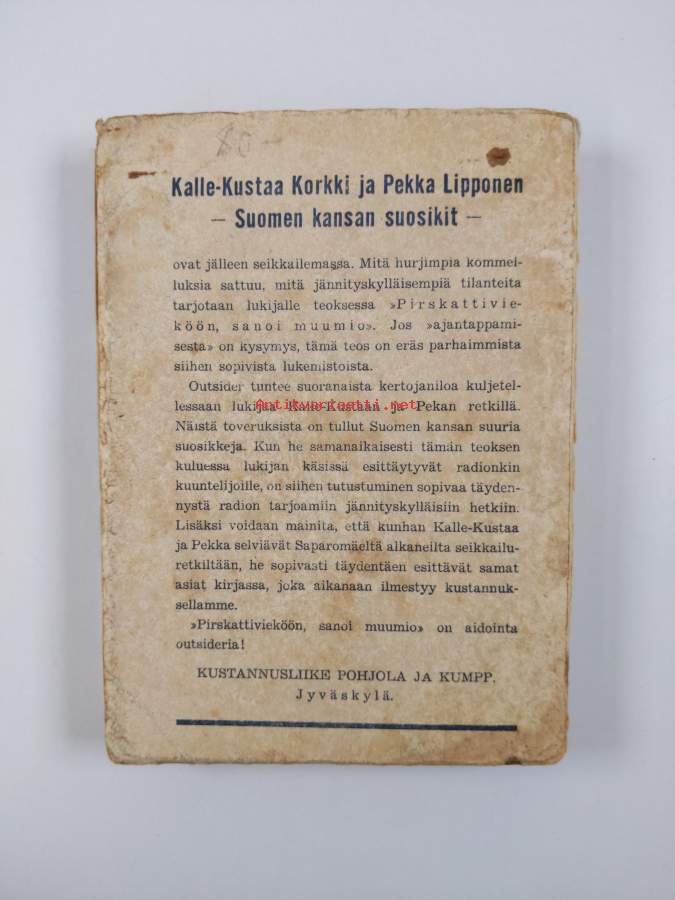 80
Kalle-Kustaa Korkki ja Pekka Lipponen
— Suomen kansan suosikit —
ovat jälleen seikkailemassa. Mitä hurjimpia kommel-
luksia sattuu, mitä jännityskylläisempiä tilanteita
tarjotaan lukijalle teoksessa »Pirskattivie-
köön, sanoi muumio». Jos »ajantappami-
sesta» on kysymys, tämä teos on eräs parhaimmista
siihen sopivista lukemistoista.
Outsider tuntee suoranaista kertojaniloa kuljetel-
lessaan lukijaa Kalle-Kustaan ja Pekan retkillä.
Antikvariaatti.net
Näistä toveruksista on tullut Suomen kansan suuria
suosikkeja. Kun he samanaikaisesti tämän teoksen
kuluessa lukijan käsissä esittäytyvät radionkin
kuuntelijoille, on siihen tutustuminen sopivaa täyden-
nystä radion tarjoamiin jännityskylläisiin hetkiin.
Lisäksi voidaan mainita, että kunhan Kalle-Kustaa
ja Pekka selviävät Saparomäeltä alkaneilta seikkailu-
retkiltään, he sopivasti täydentäen esittävät samat
asiat kirjassa, joka aikanaan ilmestyy kustannuk-
sellamme.
»Pirskattivieköön, sanoi muumio» on aidointa
outsideria!
KUSTANNUSLIIKE POHJOLA JA KUMPP.
Jyväskylä.